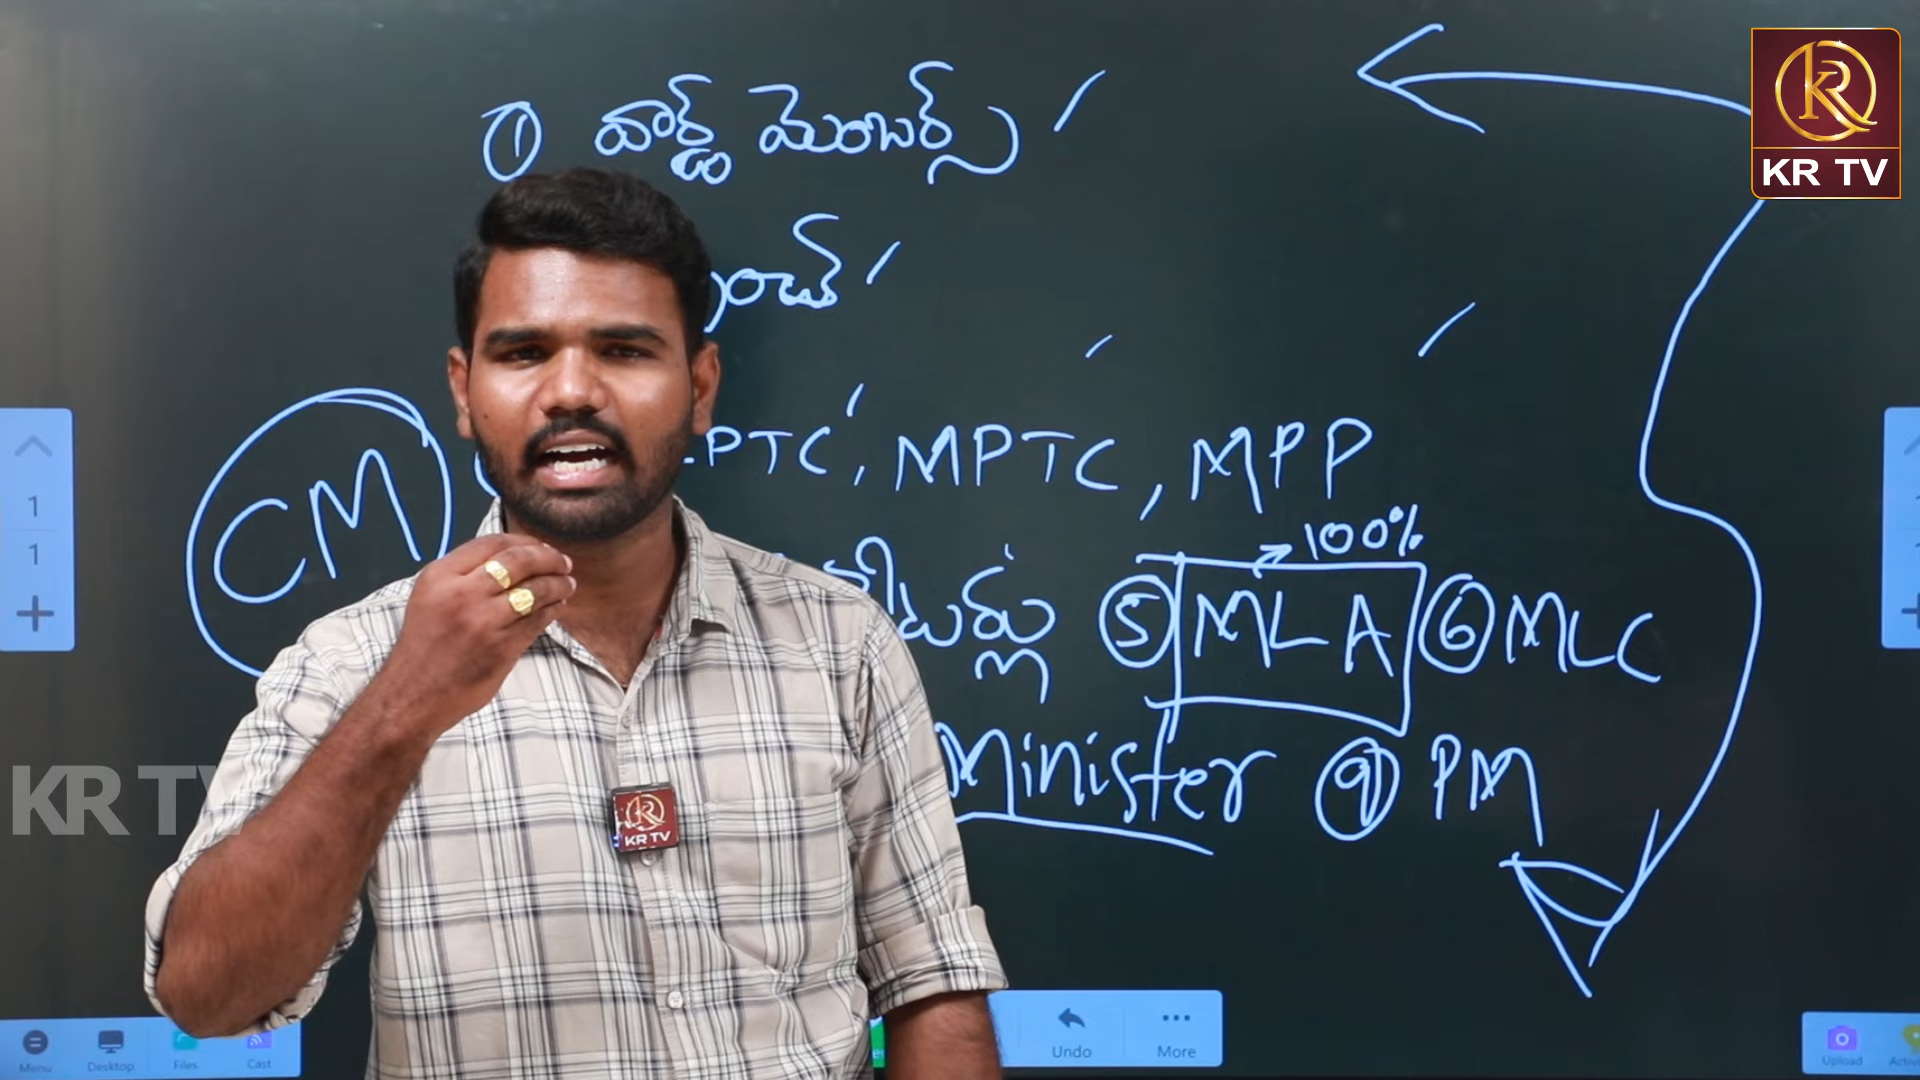 ① వార్డ్ మెంబర్స్
KR TV
CM
PTC, MPTC, MPP
100%
⑤ MLA ⑥ MLC
Minister ⑨ PM
KR TV
KR TV
1
1
Menu Desktop Files Cast
Undo More
Upload